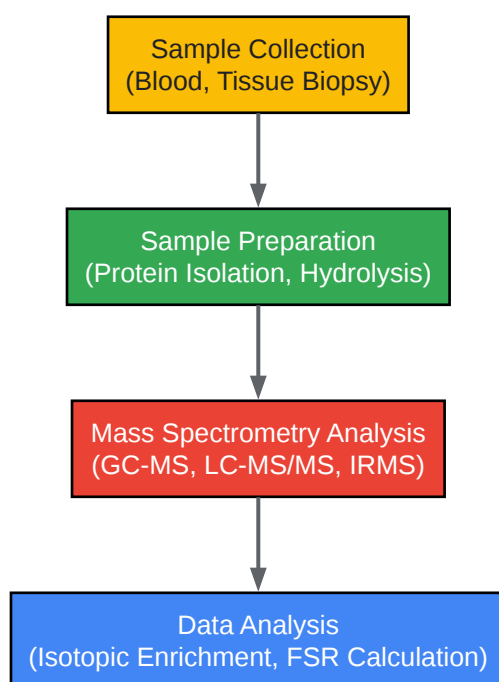 Sample Collection
(Blood, Tissue Biopsy)
Sample Preparation
(Protein Isolation, Hydrolysis)
Mass Spectrometry Analysis
(GC-MS, LC-MS/MS, IRMS)
Data Analysis
(Isotopic Enrichment, FSR Calculation)